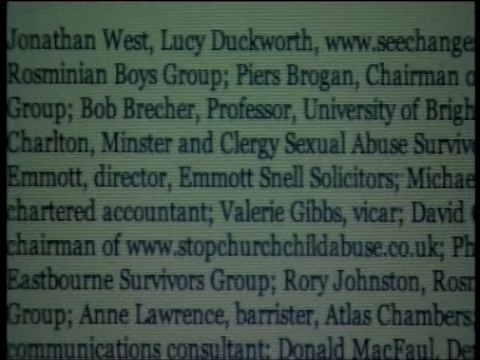 Jonathan West, Lucy Duckworth, www.seechange
Rosminian Boys Group; Piers Brogan, Chairman o
Group; Bob Brecher, Professor, University of Brigh
Charlton, Minster and Clergy Sexual Abuse Surviv
Emmott, director, Emmott Snell Solicitors; Michae
chartered accountant; Valerie Gibbs, vicar; David
chairman of www.stopchurchchildabuse.co.uk; Ph
Eastbourne Survivors Group; Rory Johnston, Rosm
Group; Anne Lawrence, barrister, Atlas Chambers;
communications consultant; Donald MacFaul, De